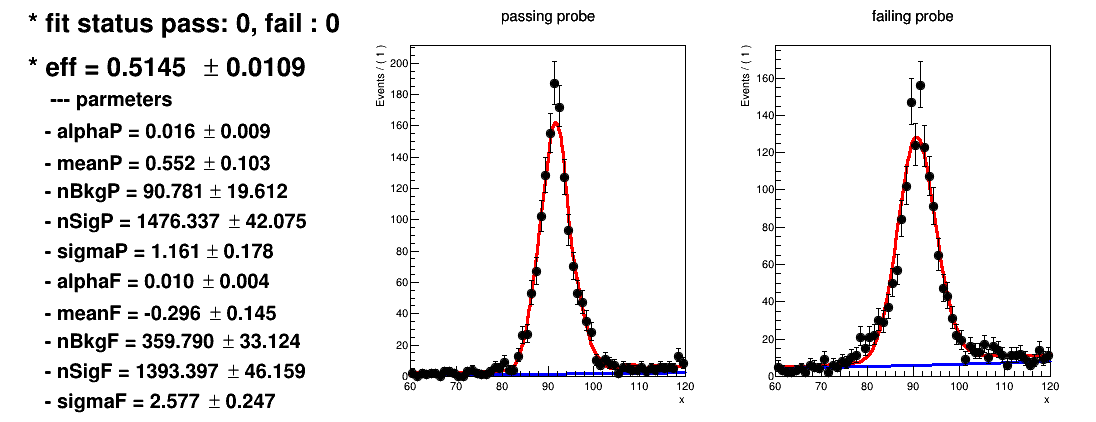 * fit status pass: 0, fail : 0
* eff = 0.5145 ± 0.0109
--- parmeters
- alphaP = 0.016 ± 0.009
- meanP = 0.552 ± 0.103
- nBkgP = 90.781 ± 19.612
- nSigP = 1476.337 ± 42.075
- sigmaP = 1.161 ± 0.178
- alphaF = 0.010 ± 0.004
- meanF = -0.296 ± 0.145
- nBkgF = 359.790 ± 33.124
- nSigF = 1393.397 ± 46.159
- sigmaF = 2.577 ± 0.247
passing probe
Events / ( 1 )
200
180
160
140
120
100
80
60
40
20
0
60 70 80 90 100 110 120
x
failing probe
Events / ( 1 )
160
140
120
100
80
60
40
20
0
60 70 80 90 100 110 120
x